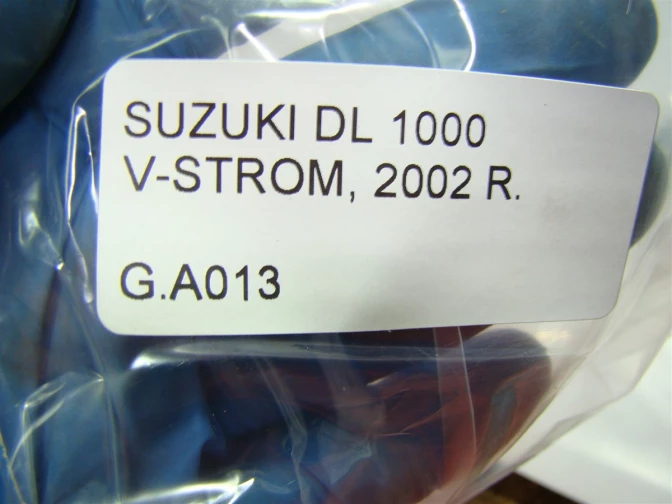 SUZUKI DL 1000
V-STROM, 2002 R.
G.A013